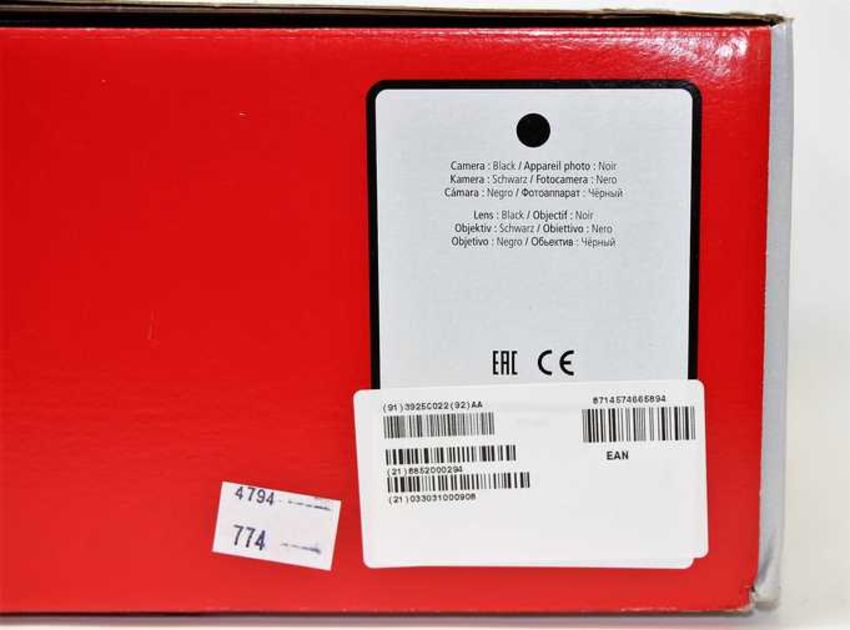 Camera : Black / Appareil photo : Noir
Kamera : Schwarz / Fotocamera : Nero
Cámara : Negro / Фотоаппарат : Чёрный
Lens : Black / Objectif : Noir
Objektiv : Schwarz / Obiettivo : Nero
Objetivo : Negro / Объектив : Чёрный
EAC CE
(91)3925C022(92)AA
8714574665894
EAN
(21)8852000294
(21)033031000908
4794
774